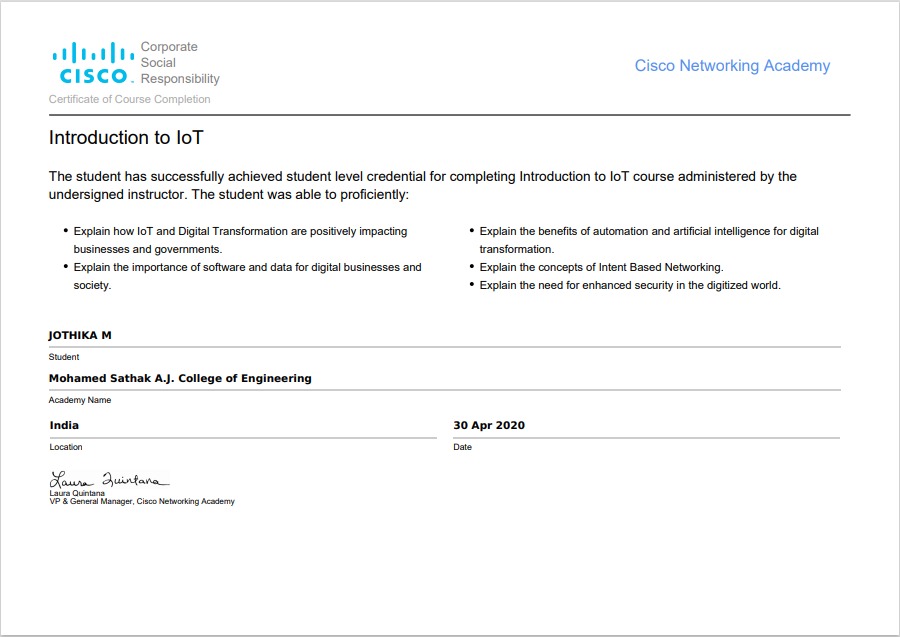 Corporate
Social
Responsibility
CISCO
Cisco Networking Academy
Certificate of Course Completion
Introduction to IoT
The student has successfully achieved student level credential for completing Introduction to IoT course administered by the
undersigned instructor. The student was able to proficiently:
• Explain how IoT and Digital Transformation are positively impacting
businesses and governments.
• Explain the importance of software and data for digital businesses and
society.
• Explain the benefits of automation and artificial intelligence for digital
transformation.
• Explain the concepts of Intent Based Networking.
• Explain the need for enhanced security in the digitized world.
JOTHIKA M
Student
Mohamed Sathak A.J. College of Engineering
Academy Name
India
Location
30 Apr 2020
Date
Laura Quintana
Laura Quintana
VP & General Manager, Cisco Networking Academy